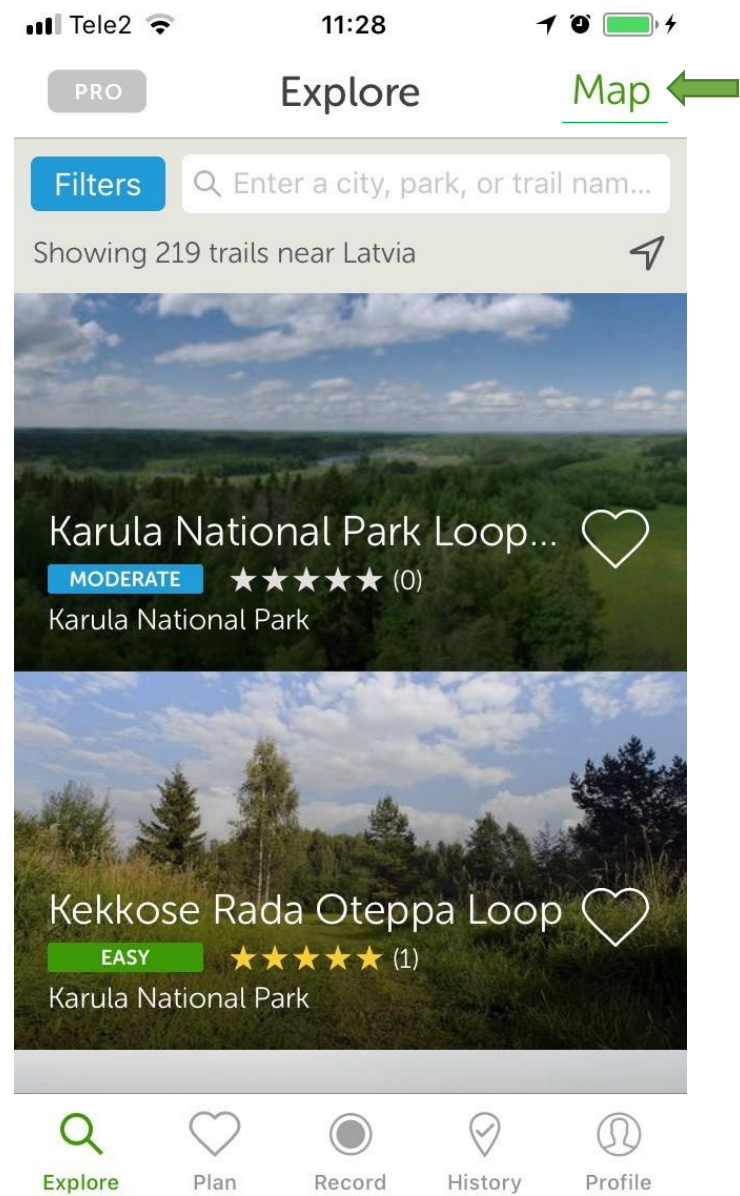 Tele2 11:28
PRO Explore Map
Filters Enter a city, park, or trail nam...
Showing 219 trails near Latvia
Karula National Park Loop...
MODERATE (0)
Karula National Park
Kekkose Rada Oteppa Loop
EASY (1)
Karula National Park
Explore Plan Record History Profile